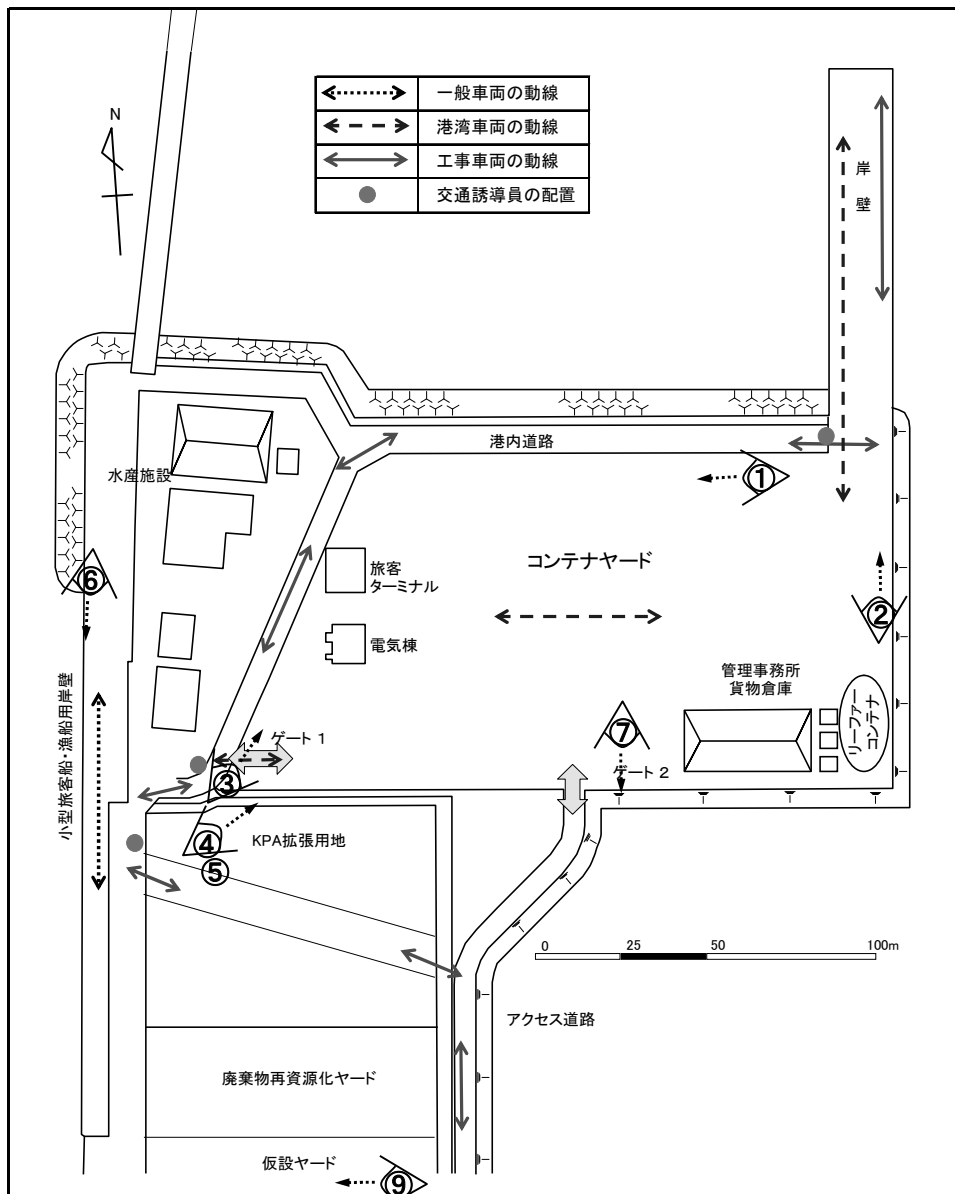 一般車両の動線
港湾車両の動線
工事車両の動線
交通誘導員の配置
N
岸
壁
港内道路
水産施設
①
コンテナヤード
旅客
ターミナル
⑥
②
電気棟
管理事務所
貨物倉庫
リーファー
コンテナ
小型旅客船・漁船用岸壁
ゲート 1
⑦
ゲート 2
③
④
KPA拡張用地
⑤
0 25 50 100m
アクセス道路
廃棄物再資源化ヤード
仮設ヤード
⑨